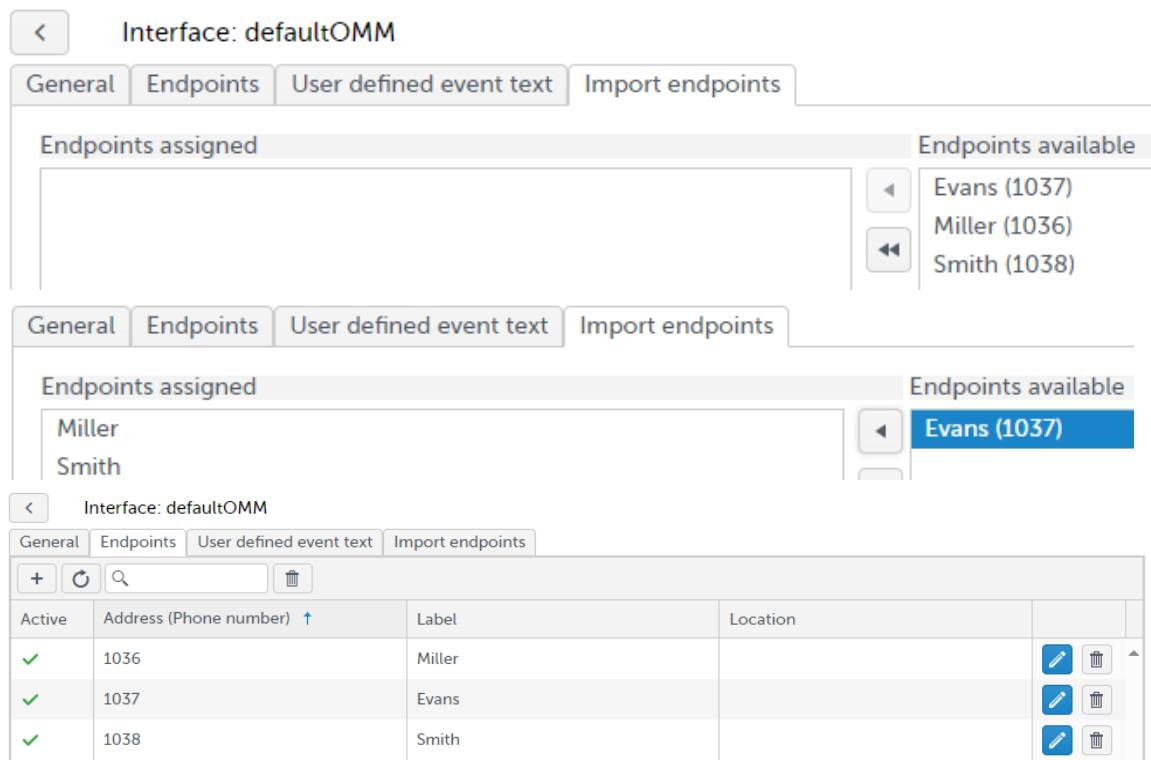 Interface: defaultOMM
General Endpoints User defined event text Import endpoints
Endpoints assigned Endpoints available
Evans (1037)
Miller (1036)
Smith (1038)
General Endpoints User defined event text Import endpoints
Endpoints assigned Endpoints available
Miller Evans (1037)
Smith
Interface: defaultOMM
General Endpoints User defined event text Import endpoints
Active Address (Phone number) Label Location
1036 Miller
1037 Evans
1038 Smith